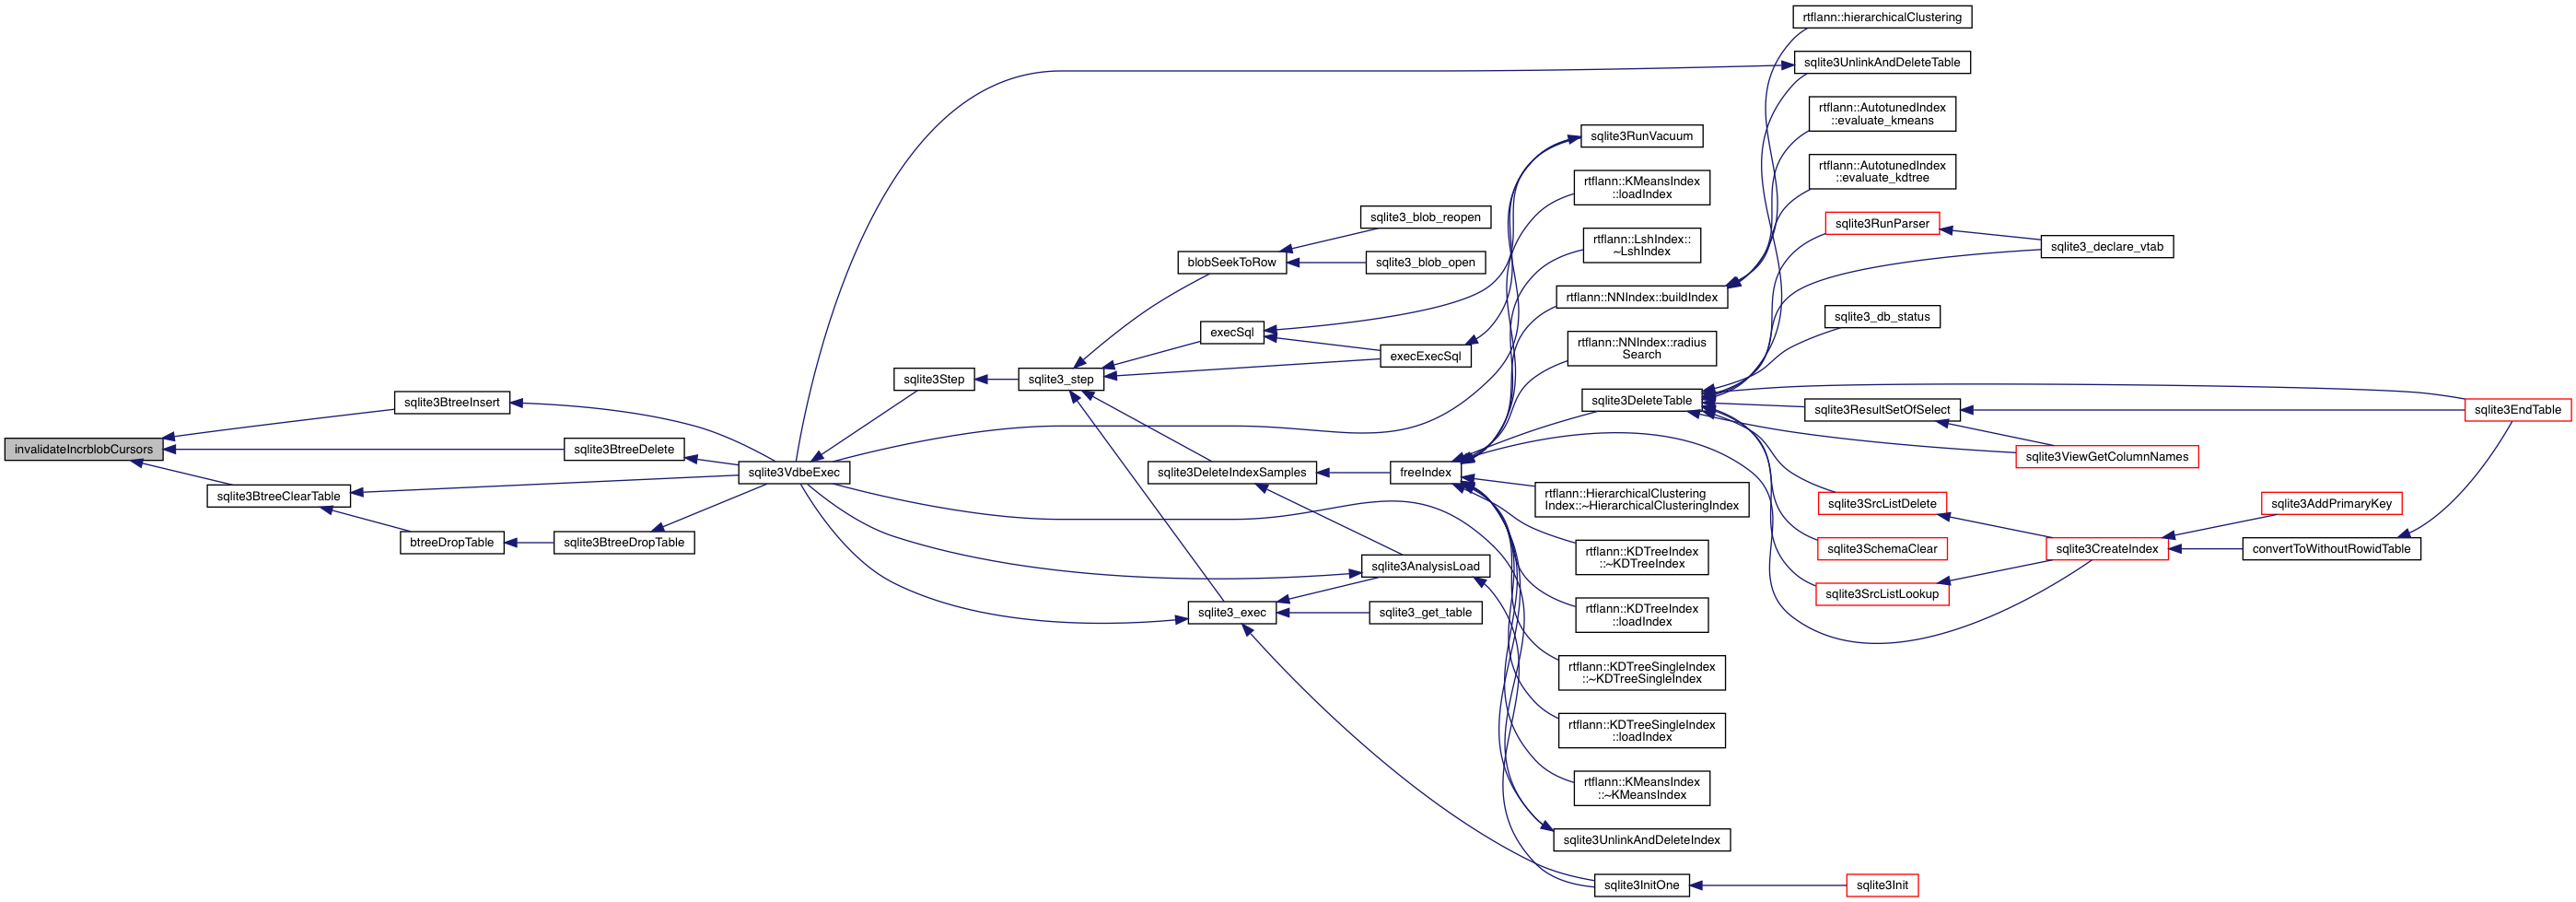 invalidateIncrblobCursors
sqlite3BtreeInsert
sqlite3BtreeDelete
sqlite3BtreeClearTable
btreeDropTable
sqlite3BtreeDropTable
sqlite3VdbeExec
sqlite3Step
sqlite3_step
blobSeekToRow
sqlite3_blob_reopen
sqlite3_blob_open
execSql
execExecSql
sqlite3DeleteIndexSamples
sqlite3_exec
sqlite3AnalysisLoad
sqlite3_get_table
freeIndex
sqlite3RunVacuum
rtflann::KMeansIndex
::loadIndex
rtflann::LshIndex::
~LshIndex
rtflann::NNIndex::buildIndex
rtflann::NNIndex::radius
Search
sqlite3DeleteTable
rtflann::HierarchicalClustering
Index::~HierarchicalClusteringIndex
rtflann::KDTreeIndex
::~KDTreeIndex
rtflann::KDTreeIndex
::loadIndex
rtflann::KDTreeSingleIndex
::~KDTreeSingleIndex
rtflann::KDTreeSingleIndex
::loadIndex
rtflann::KMeansIndex
::~KMeansIndex
sqlite3UnlinkAndDeleteIndex
sqlite3InitOne
rtflann::hierarchicalClustering
sqlite3UnlinkAndDeleteTable
rtflann::AutotunedIndex
::evaluate_kmeans
rtflann::AutotunedIndex
::evaluate_kdtree
sqlite3RunParser
sqlite3_declare_vtab
sqlite3_db_status
sqlite3ResultSetOfSelect
sqlite3EndTable
sqlite3ViewGetColumnNames
sqlite3SrcListDelete
sqlite3SchemaClear
sqlite3SrcListLookup
sqlite3CreateIndex
sqlite3AddPrimaryKey
convertToWithoutRowidTable
sqlite3Init